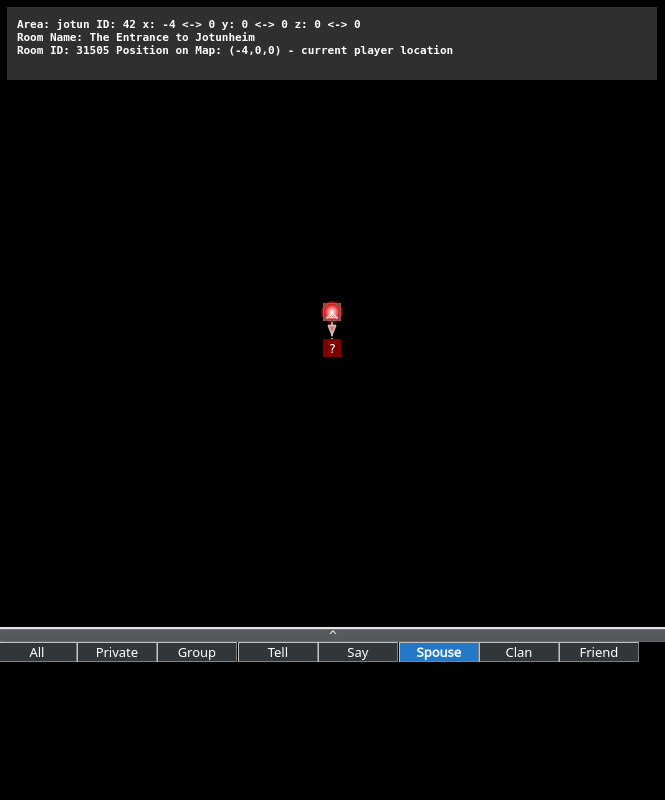 Area: jotun ID: 42 x: -4 <-> 0 y: 0 <-> 0 z: 0 <-> 0
Room Name: The Entrance to Jotunheim
Room ID: 31505 Position on Map: (-4,0,0) - current player location
?
^
All Private Group Tell Say Spouse Clan Friend